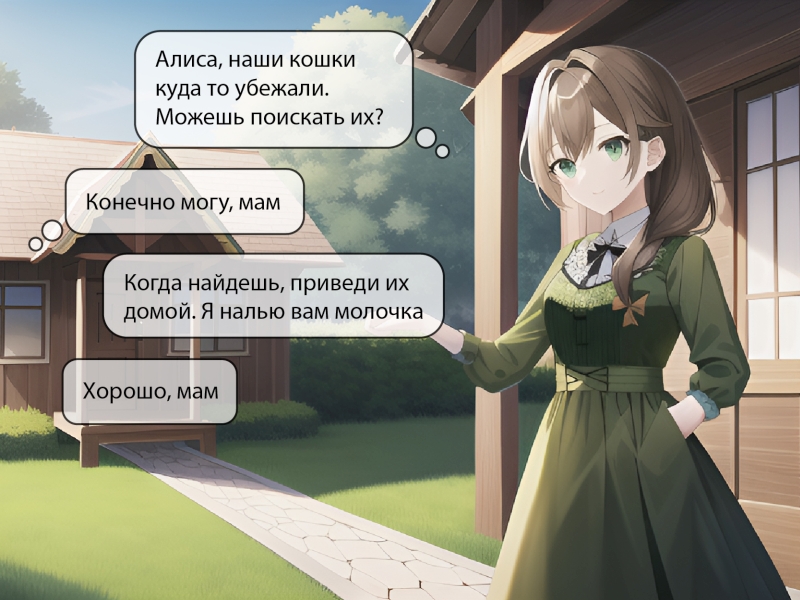 Алиса, наши кошки
куда то убежали.
Можешь поискать их?
Конечно могу, мам
Когда найдешь, приведи их
домой. Я налью вам молочка
Хорошо, мам